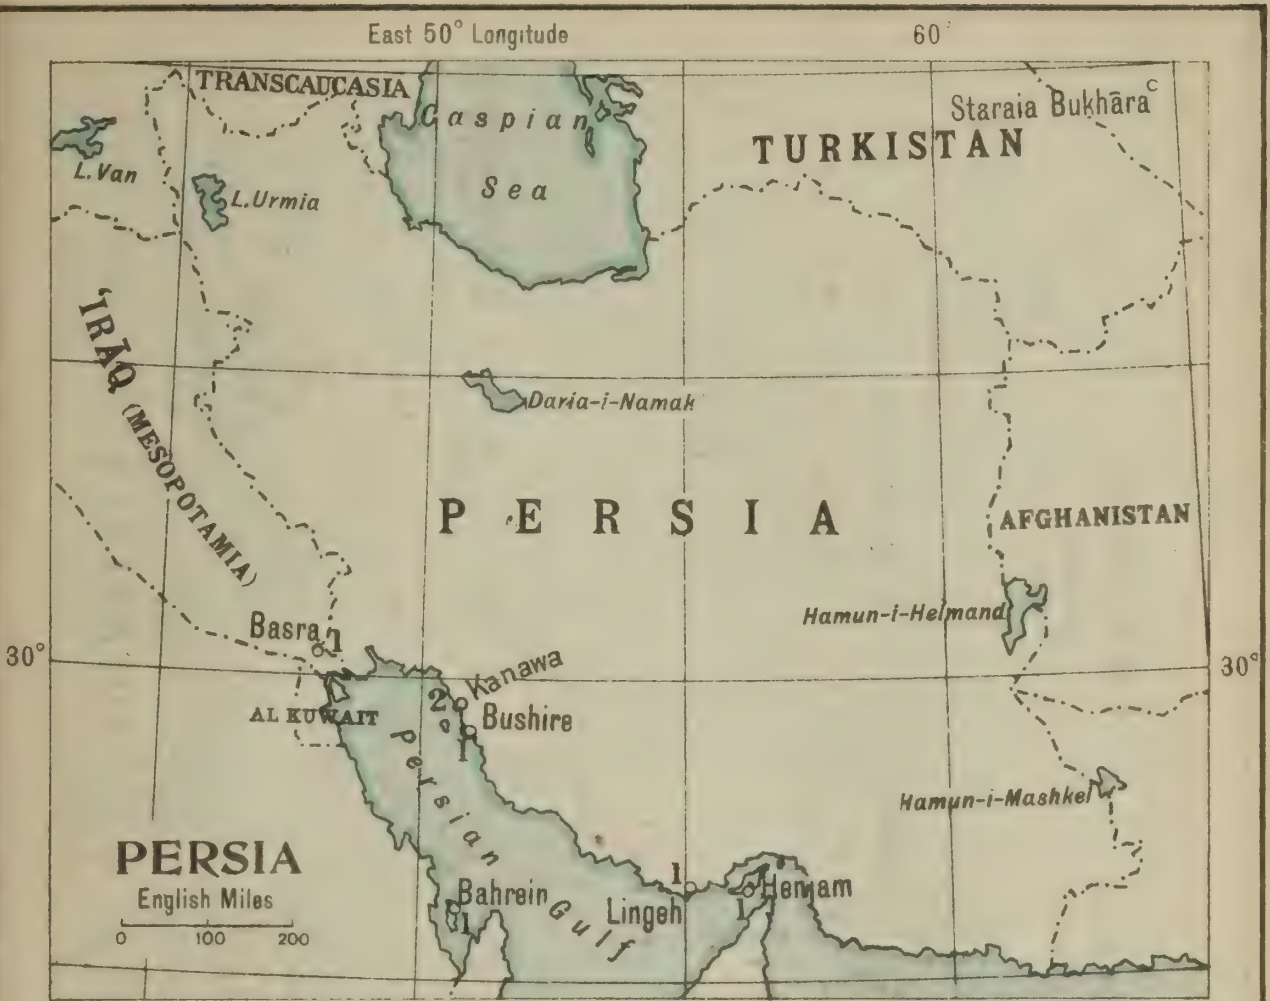 East 50° Longitude
60°
TRANSCAUCASIA
Caspian
Sea
Staraia Bukhāra
C
TURKISTAN
L. Van
L. Urmia
'IRĀQ (MESOPOTAMIA)
Daria-i-Namak
PERSIA
AFGHANISTAN
Hamun-i-Helmand
Basra
1
30°
30°
Kanawa
2
AL KUWAIT
Bushire
1
Persian Gulf
Hamun-i-Mashkel
PERSIA
English Miles
0 100 200
Bahrein
1
1
Lingeh
Henjam
1